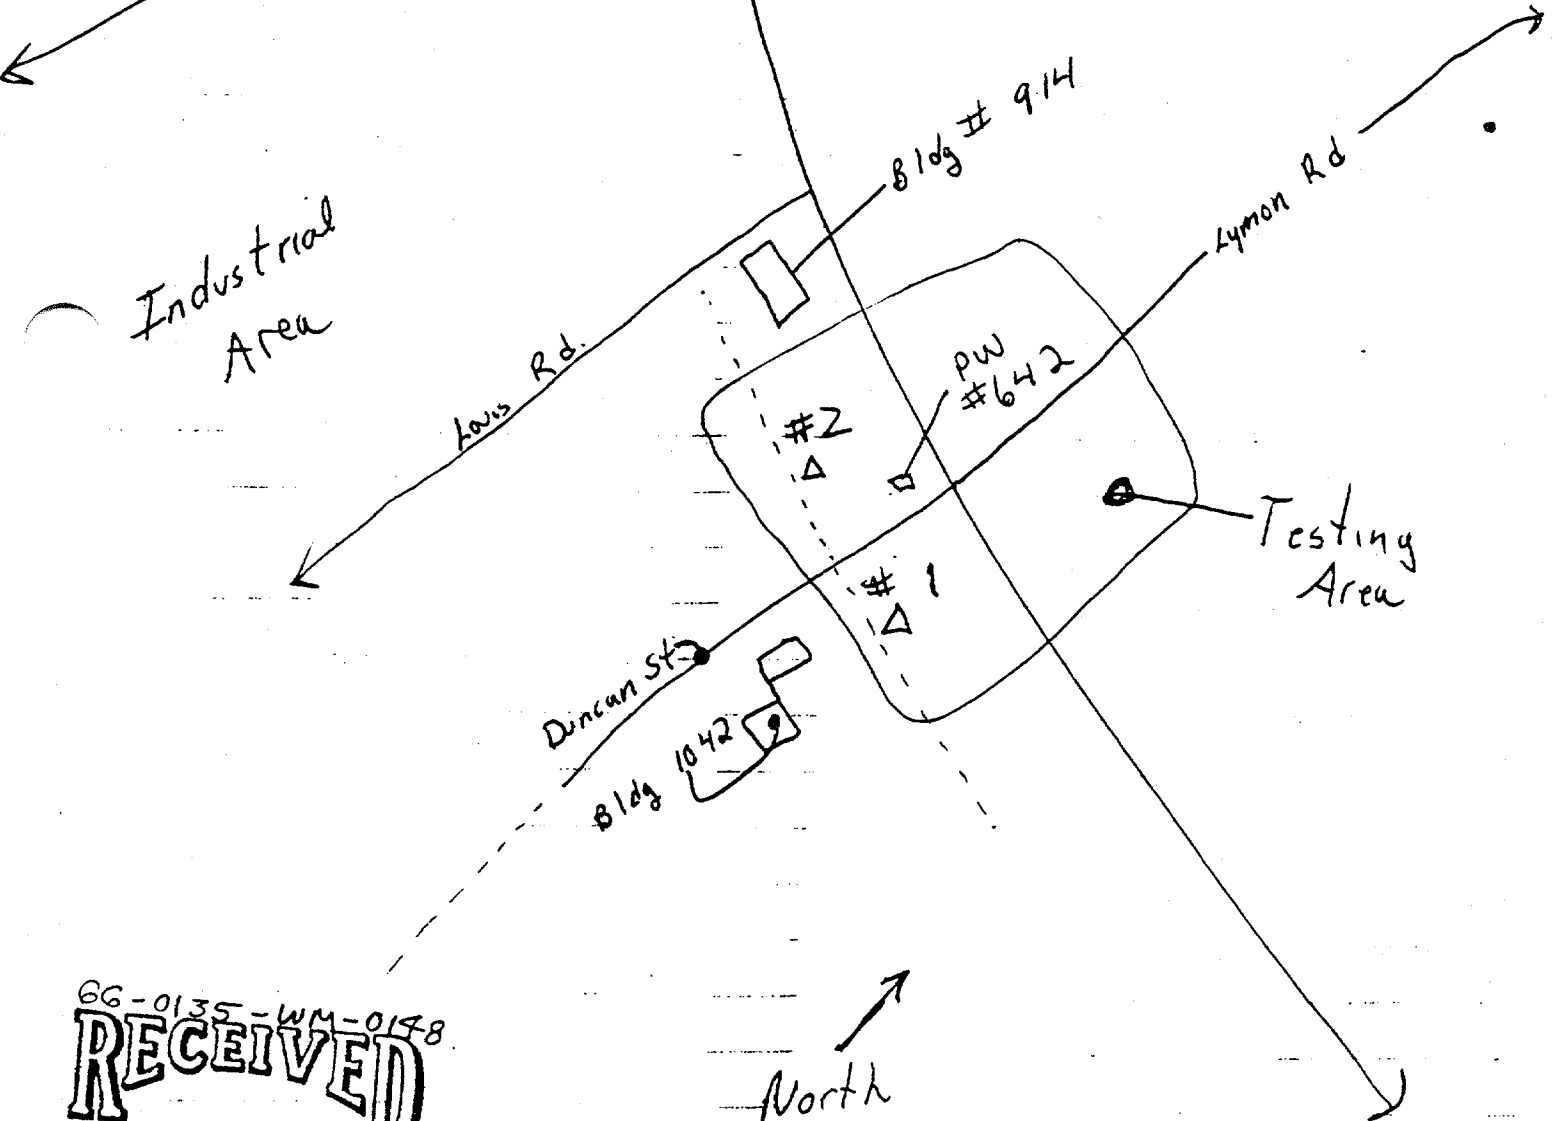 Bldg # 914
Lymon Rd
Industrial
Area
Louis Rd.
PW
#642
#2
Testing
Area
# 1
Duncan St
Bldg 1042
66-0135-WM-0148
RECEIVED
North